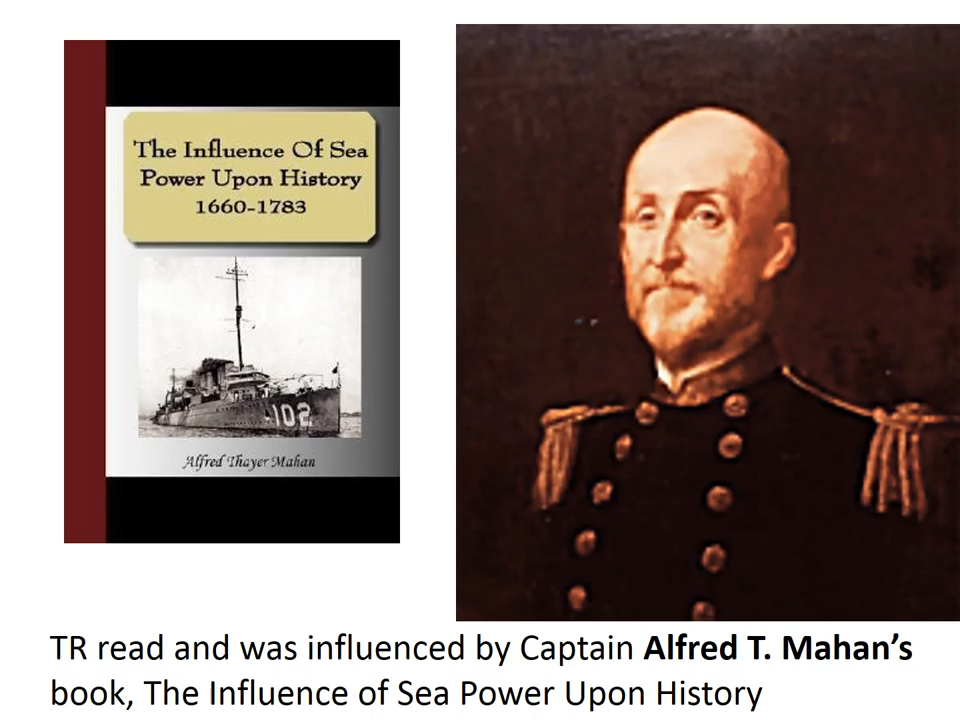 The Influence Of Sea
Power Upon History
1660-1783
102
Alfred Thayer Mahan
TR read and was influenced by Captain Alfred T. Mahan’s
book, The Influence of Sea Power Upon History